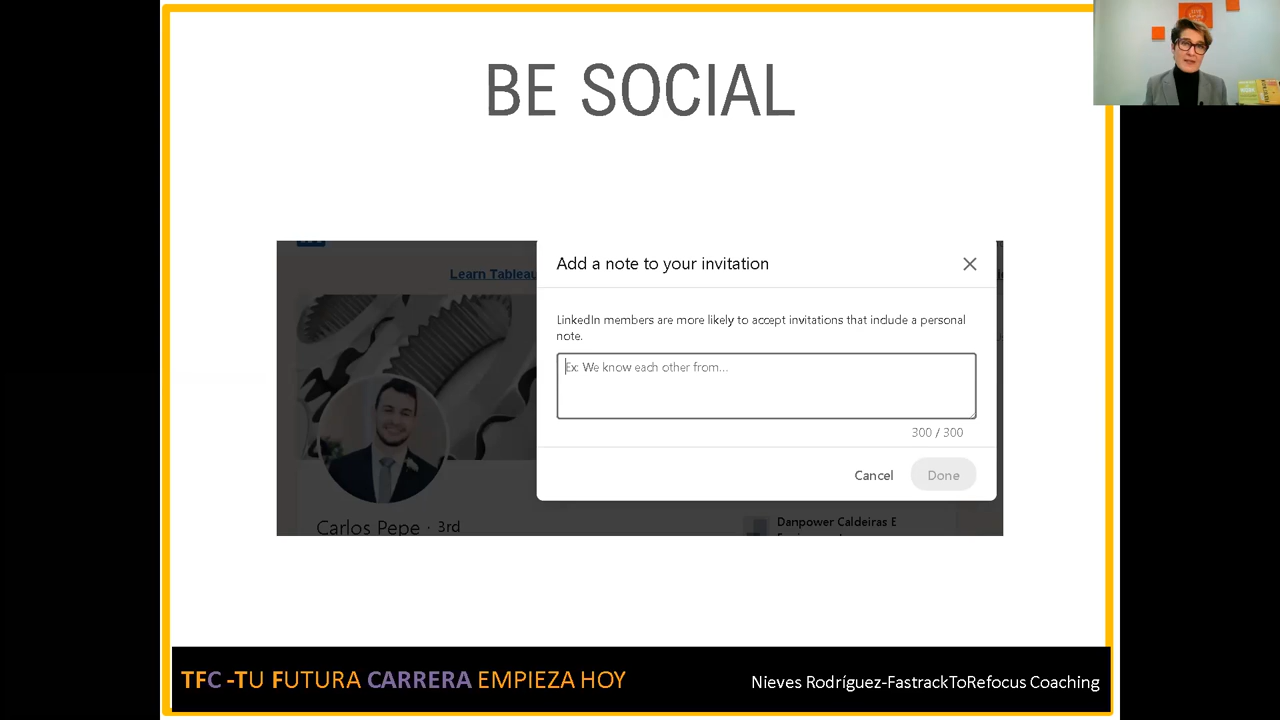 BE SOCIAL
Learn Tableau
Add a note to your invitation
LinkedIn members are more likely to accept invitations that include a personal
note.
Ex: We know each other from...
300 / 300
Cancel
Done
Carlos Pepe · 3rd
Danpower Caldeiras E
TFC -TU FUTURA CARRERA EMPIEZA HOY
Nieves Rodríguez-FastrackToRefocus Coaching